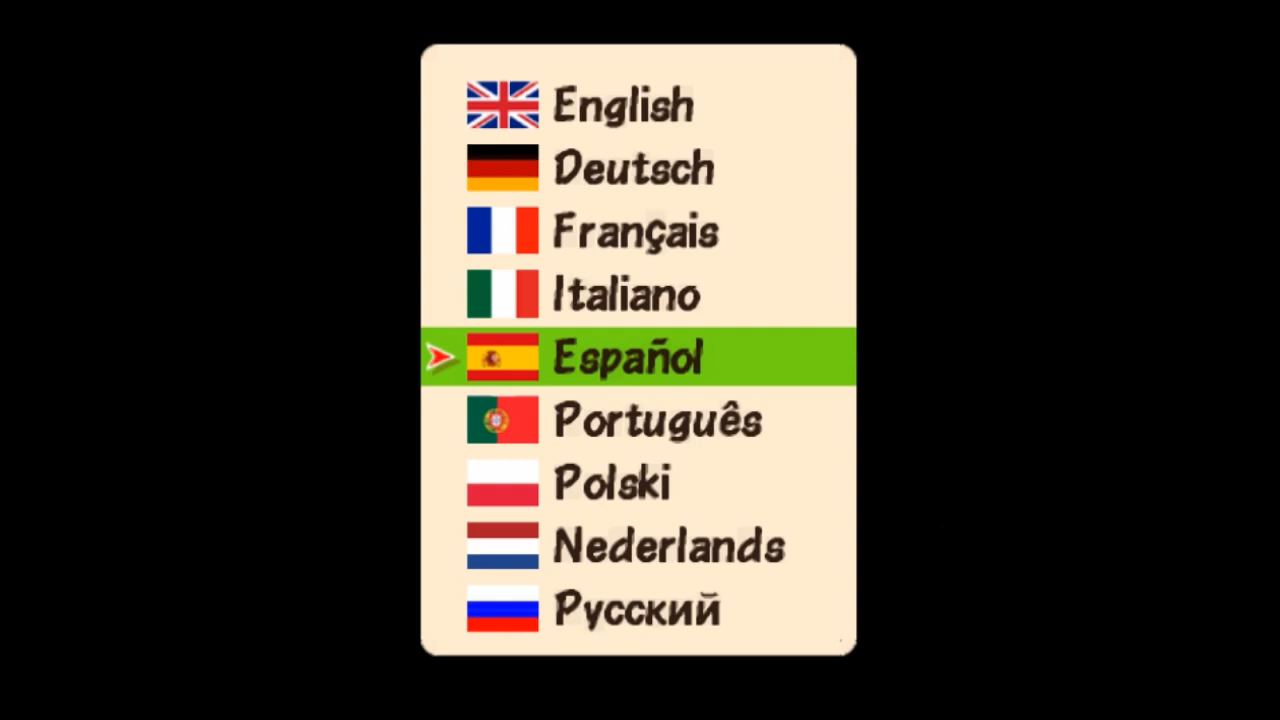 English
Deutsch
Français
Italiano
Español
Português
Polski
Nederlands
Русский